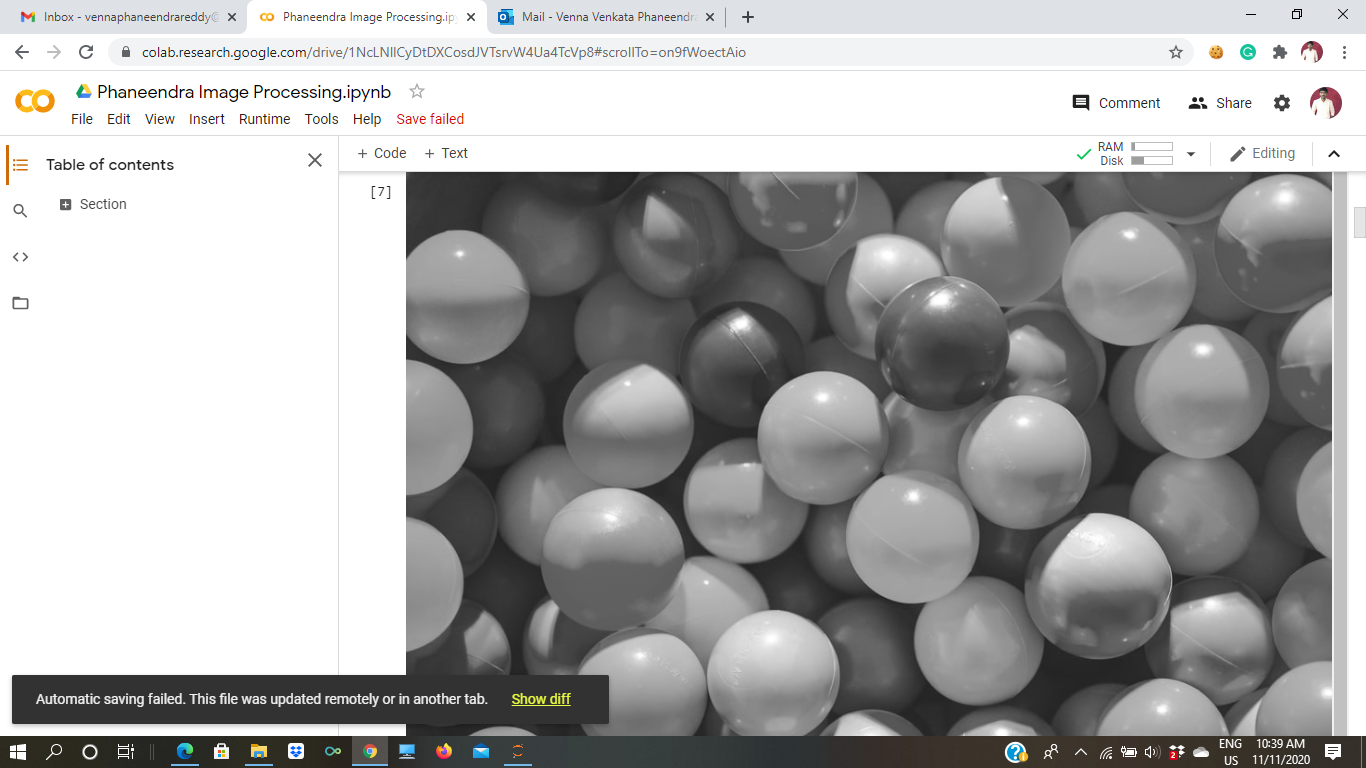 Inbox - vennaphaneendrareddy@
Phaneendra Image Processing.ip
Mail - Venna Venkata Phaneendr
colab.research.google.com/drive/1NcLNIlCyDtDXCosdJVTsrvW4Ua4TcVp8#scrollTo=on9fWoectAio
Phaneendra Image Processing.ipynb
File Edit View Insert Runtime Tools Help Save failed
Comment Share
Table of contents
+ Code + Text
RAM
Disk
Editing
Section
[7]
Automatic saving failed. This file was updated remotely or in another tab. Show diff
ENG
US
10:39 AM
11/11/2020